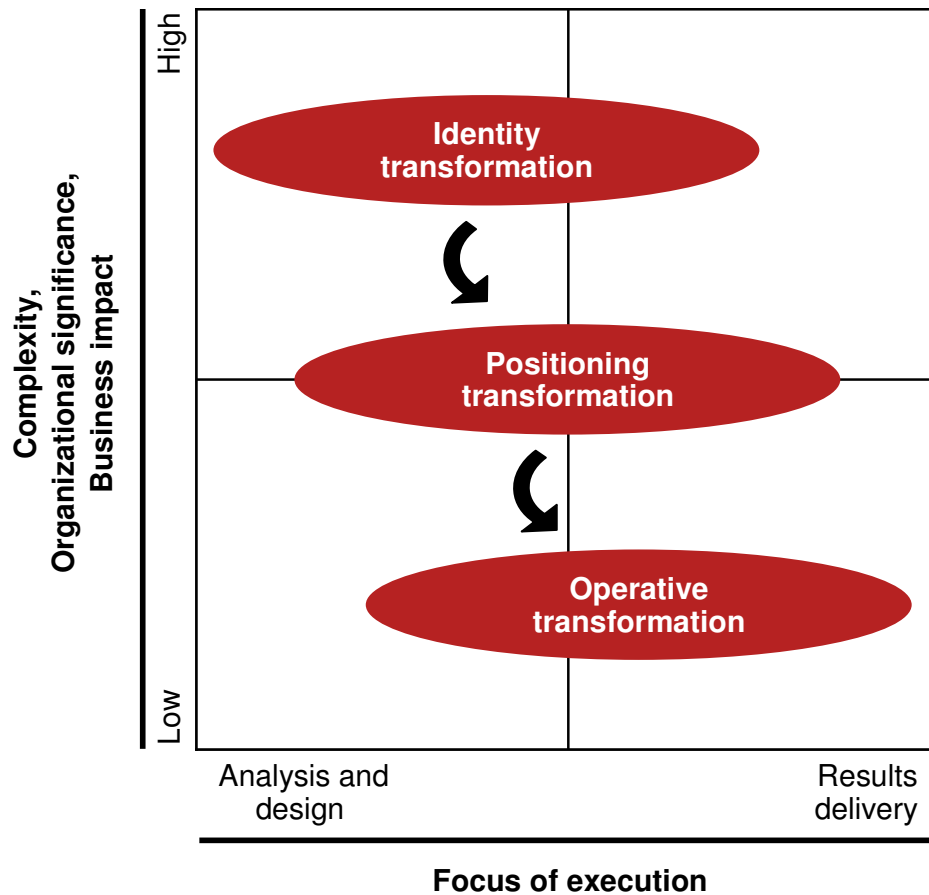 High
Identity
transformation
Complexity,
Organizational significance,
Business impact
Positioning
transformation
Operative
transformation
Low
Analysis and
design
Results
delivery
Focus of execution